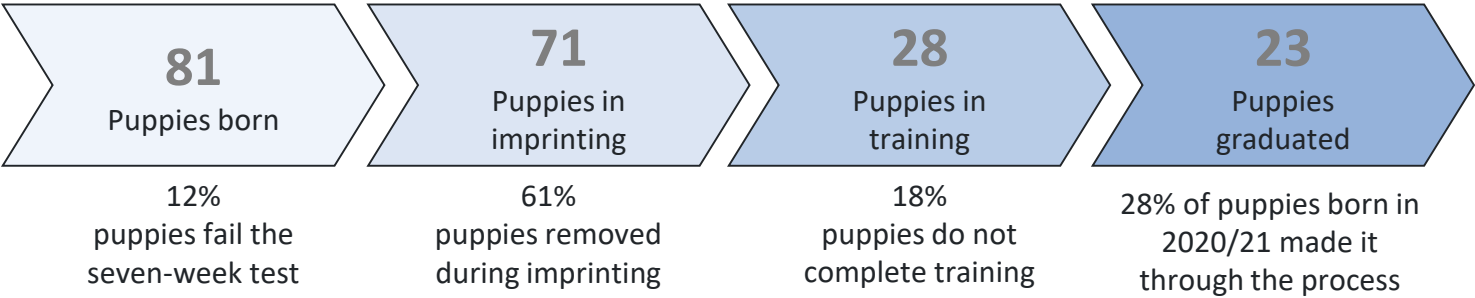 81
Puppies born
12%
puppies fail the
seven-week test
71
Puppies in
imprinting
61%
puppies removed
during imprinting
28
Puppies in
training
18%
puppies do not
complete training
23
Puppies
graduated
28% of puppies born in
2020/21 made it
through the process